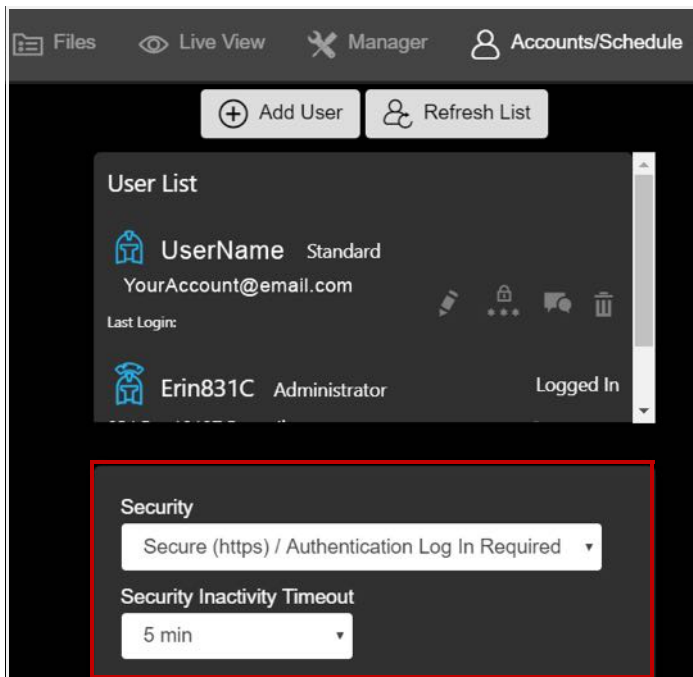 Files Live View Manager Accounts/Schedule
Add User Refresh List
User List
UserName Standard
YourAccount@email.com
Last Login:
Erin831C Administrator Logged In
Security
Secure (https) / Authentication Log In Required
Security Inactivity Timeout
5 min